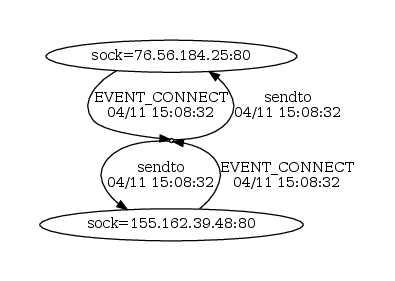 sock=76.56.184.25:80
EVENT_CONNECT
04/11 15:08:32
sendto
04/11 15:08:32
sendto
04/11 15:08:32
EVENT_CONNECT
04/11 15:08:32
sock=155.162.39.48:80